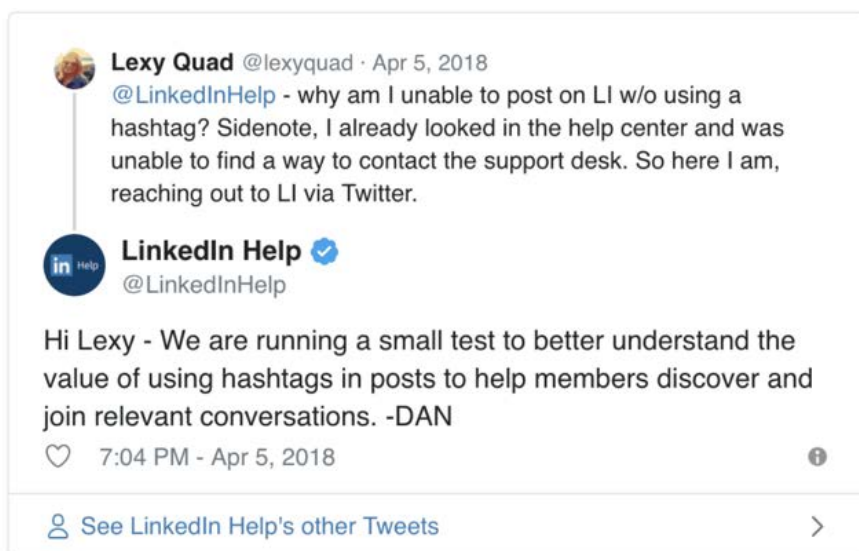 Lexy Quad @lexyquad · Apr 5, 2018
@LinkedInHelp - why am I unable to post on LI w/o using a
hashtag? Sidenote, I already looked in the help center and was
unable to find a way to contact the support desk. So here I am,
reaching out to LI via Twitter.
in Help
LinkedIn Help
@LinkedInHelp
Hi Lexy - We are running a small test to better understand the
value of using hashtags in posts to help members discover and
join relevant conversations. -DAN
7:04 PM - Apr 5, 2018
See LinkedIn Help's other Tweets